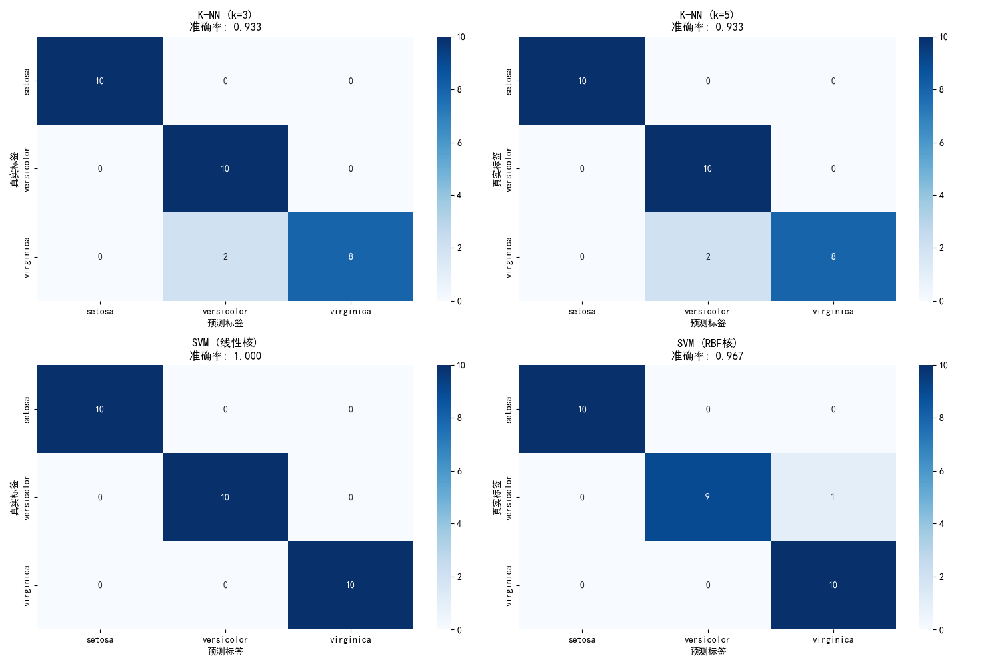 K-NN (k=3)
准确率: 0.933
setosa
versicolor
virginica
真实标签
10 0 0
0 10 0
0 2 8
setosa versicolor virginica
预测标签
10
8
6
4
2
0
K-NN (k=5)
准确率: 0.933
setosa
versicolor
virginica
真实标签
10 0 0
0 10 0
0 2 8
setosa versicolor virginica
预测标签
10
8
6
4
2
0
SVM (线性核)
准确率: 1.000
setosa
versicolor
virginica
真实标签
10 0 0
0 10 0
0 0 10
setosa versicolor virginica
预测标签
10
8
6
4
2
0
SVM (RBF核)
准确率: 0.967
setosa
versicolor
virginica
真实标签
10 0 0
0 9 1
0 0 10
setosa versicolor virginica
预测标签
10
8
6
4
2
0